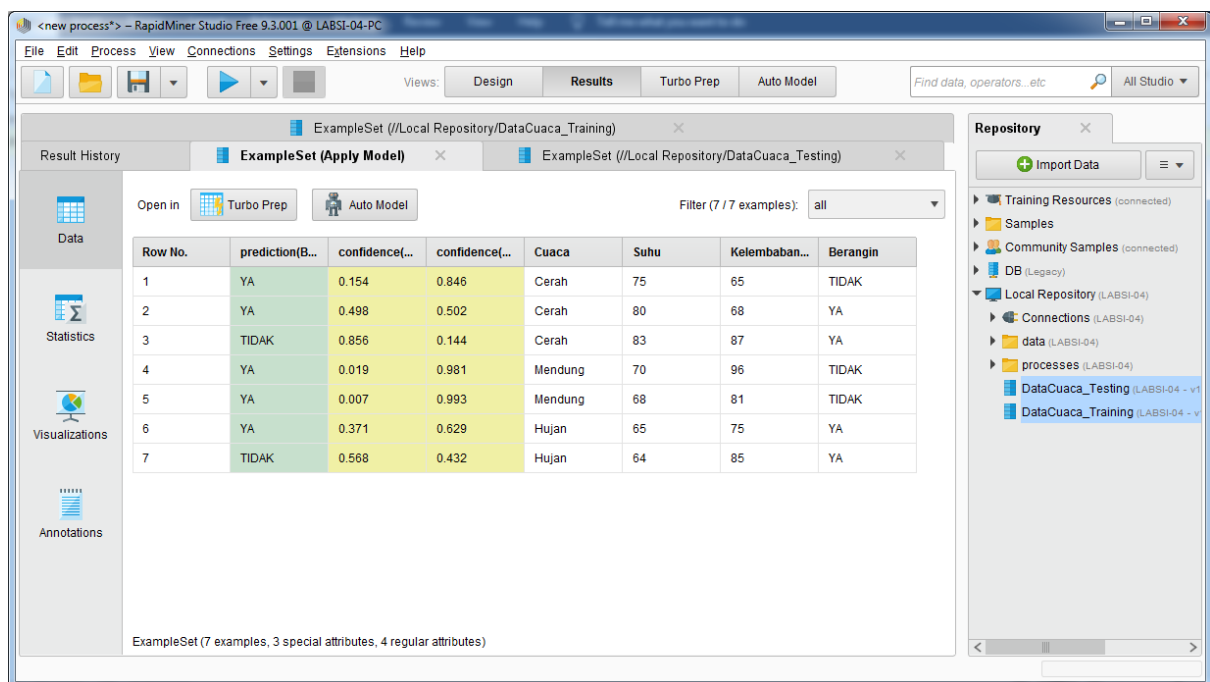 <new process*> – RapidMiner Studio Free 9.3.001 @ LABSI-04-PC
File Edit Process View Connections Settings Extensions Help
Views: Design Results Turbo Prep Auto Model Find data, operators...etc All Studio
ExampleSet (//Local Repository/DataCuaca_Training)
Result History ExampleSet (Apply Model) ExampleSet (//Local Repository/DataCuaca_Testing)
Data
Statistics
Visualizations
Annotations
Open in Turbo Prep Auto Model Filter (7 / 7 examples): all
Row No. prediction(B... confidence(... confidence(... Cuaca Suhu Kelembaban... Berangin
1 YA 0.154 0.846 Cerah 75 65 TIDAK
2 YA 0.498 0.502 Cerah 80 68 YA
3 TIDAK 0.856 0.144 Cerah 83 87 YA
4 YA 0.019 0.981 Mendung 70 96 TIDAK
5 YA 0.007 0.993 Mendung 68 81 TIDAK
6 YA 0.371 0.629 Hujan 65 75 YA
7 TIDAK 0.568 0.432 Hujan 64 85 YA
ExampleSet (7 examples, 3 special attributes, 4 regular attributes)
Repository
Import Data
Training Resources (connected)
Samples
Community Samples (connected)
DB (Legacy)
Local Repository (LABSI-04)
Connections (LABSI-04)
data (LABSI-04)
processes (LABSI-04)
DataCuaca_Testing (LABSI-04 - v1
DataCuaca_Training (LABSI-04 - v